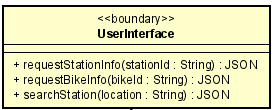 <<boundary>>
UserInterface
+ requestStationInfo(stationId : String) : JSON
+ requestBikeInfo(bikeId : String) : JSON
+ searchStation(location : String) : JSON